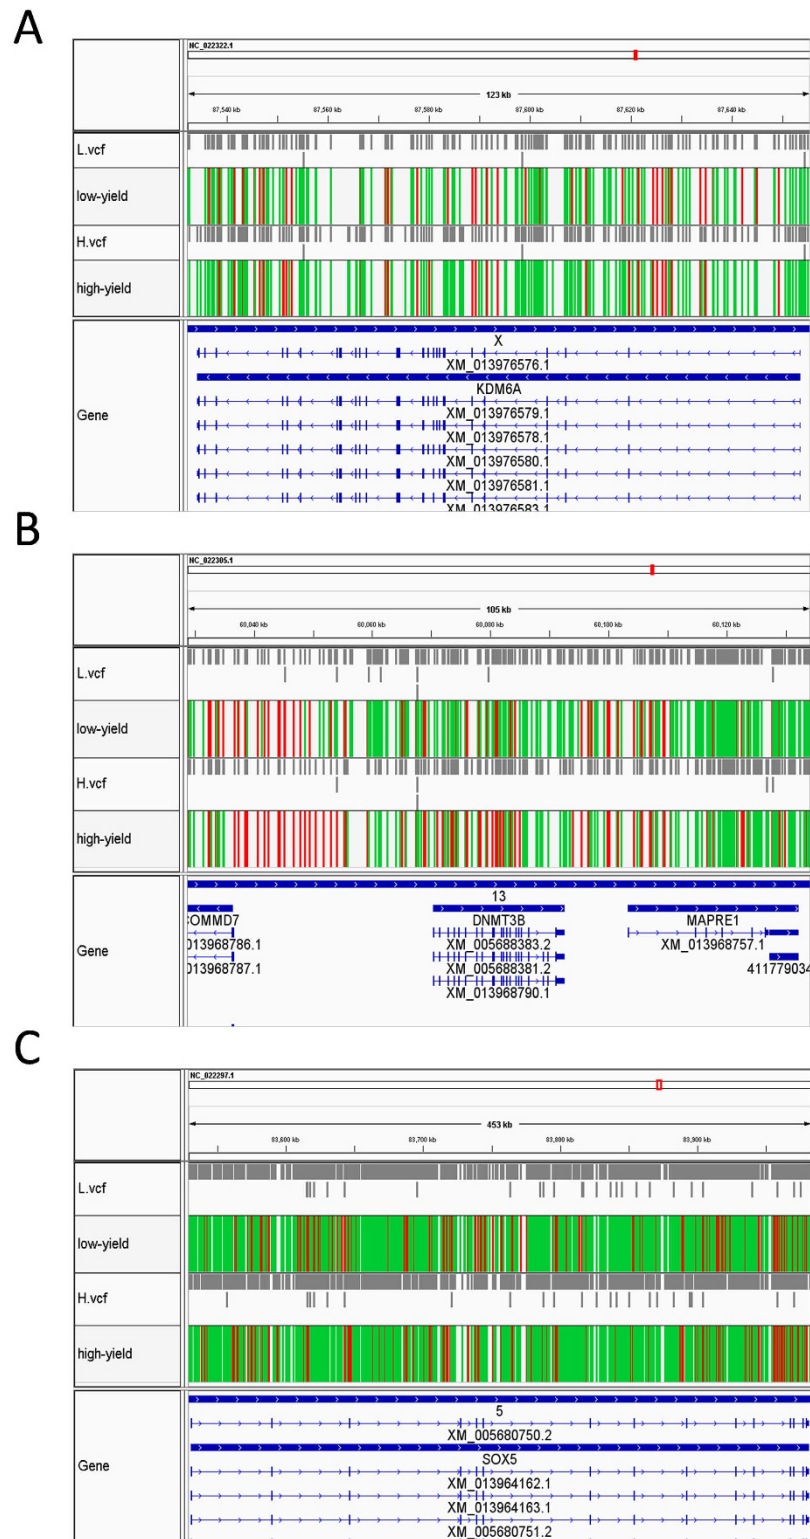 A
NC_022322.1
123 kb
87,540 kb 87,560 kb 87,580 kb 87,600 kb 87,620 kb 87,640 kb
L.vcf
low-yield
H.vcf
high-yield
Gene
X
XM_013976576.1
KDM6A
XM_013976579.1
XM_013976578.1
XM_013976580.1
XM_013976581.1
XM_013976583.1
B
NC_022305.1
105 kb
60,040 kb 60,060 kb 60,080 kb 60,100 kb 60,120 kb
L.vcf
low-yield
H.vcf
high-yield
Gene
13
OMMD7 DNMT3B MAPRE1
013968786.1 XM_005688383.2 XM_013968757.1
013968787.1 XM_005688381.2 411779034
XM_013968790.1
C
NC_022297.1
453 kb
83,600 kb 83,700 kb 83,800 kb 83,900 kb
L.vcf
low-yield
H.vcf
high-yield
Gene
5
XM_005680750.2
SOX5
XM_013964162.1
XM_013964163.1
XM_005680751.2